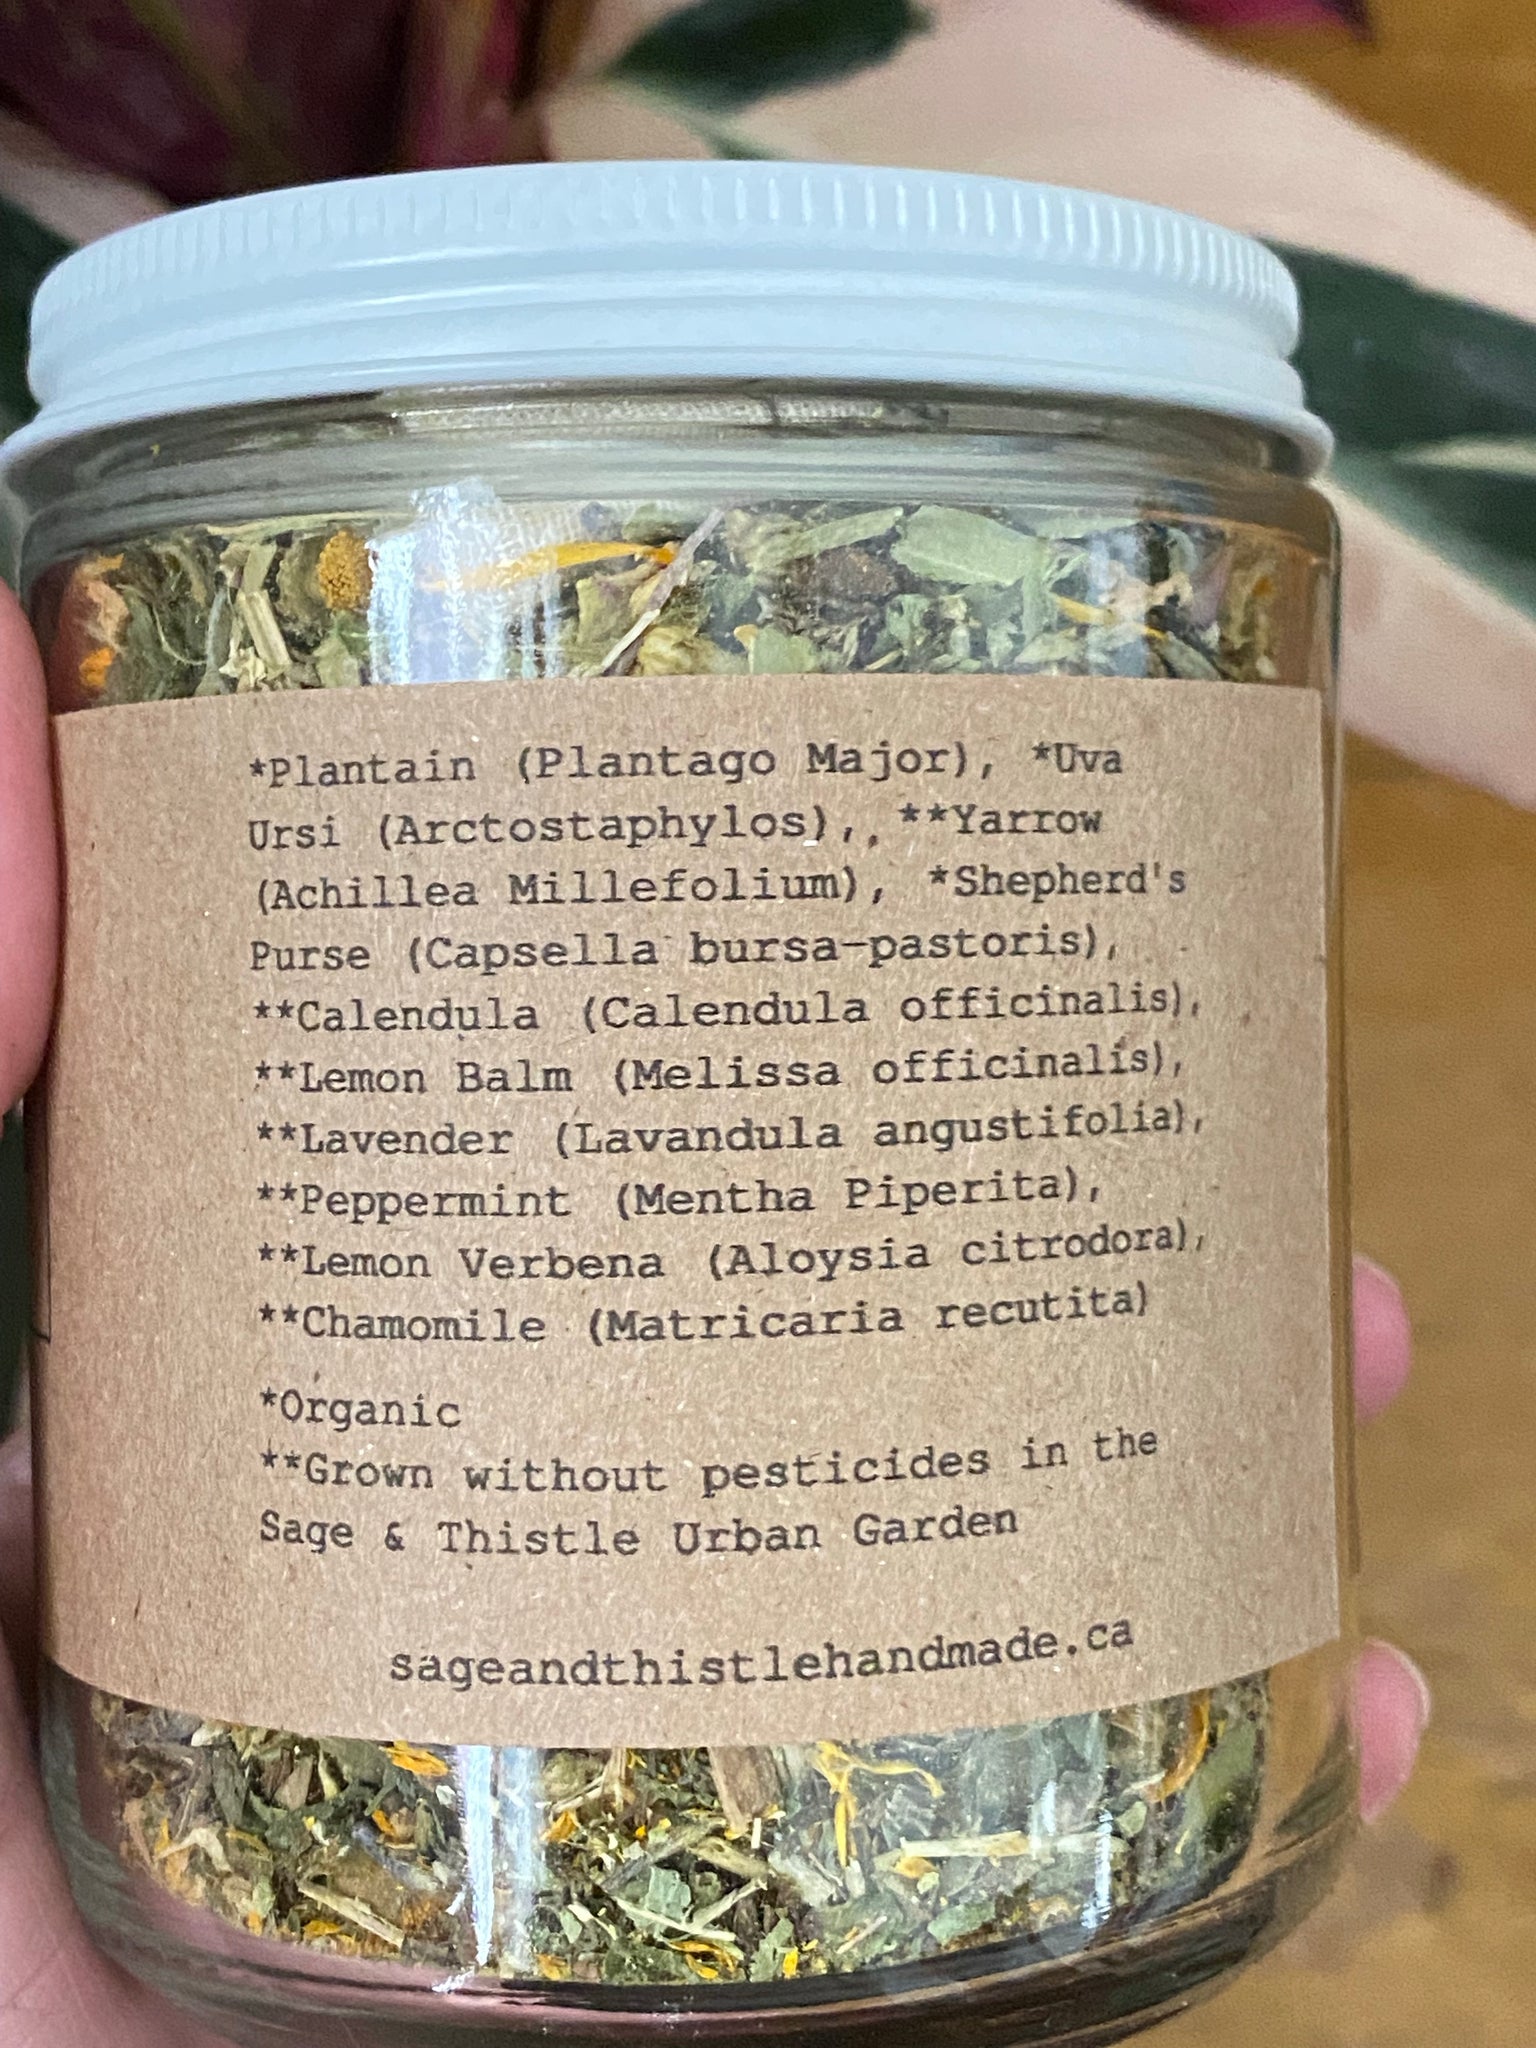 *Plantain (Plantago Major), *Uva
Ursi (Arctostaphylos),, **Yarrow
(Achillea Millefolium), *Shepherd's
Purse (Capsella bursa-pastoris),
**Calendula (Calendula officinalis),
**Lemon Balm (Melissa officinalis),
**Lavender (Lavandula angustifolia),
**Peppermint (Mentha Piperita),
**Lemon Verbena (Aloysia citrodora),
**Chamomile (Matricaria recutita)
*Organic
**Grown without pesticides in the
Sage & Thistle Urban Garden
sageandthistlehandmade.ca